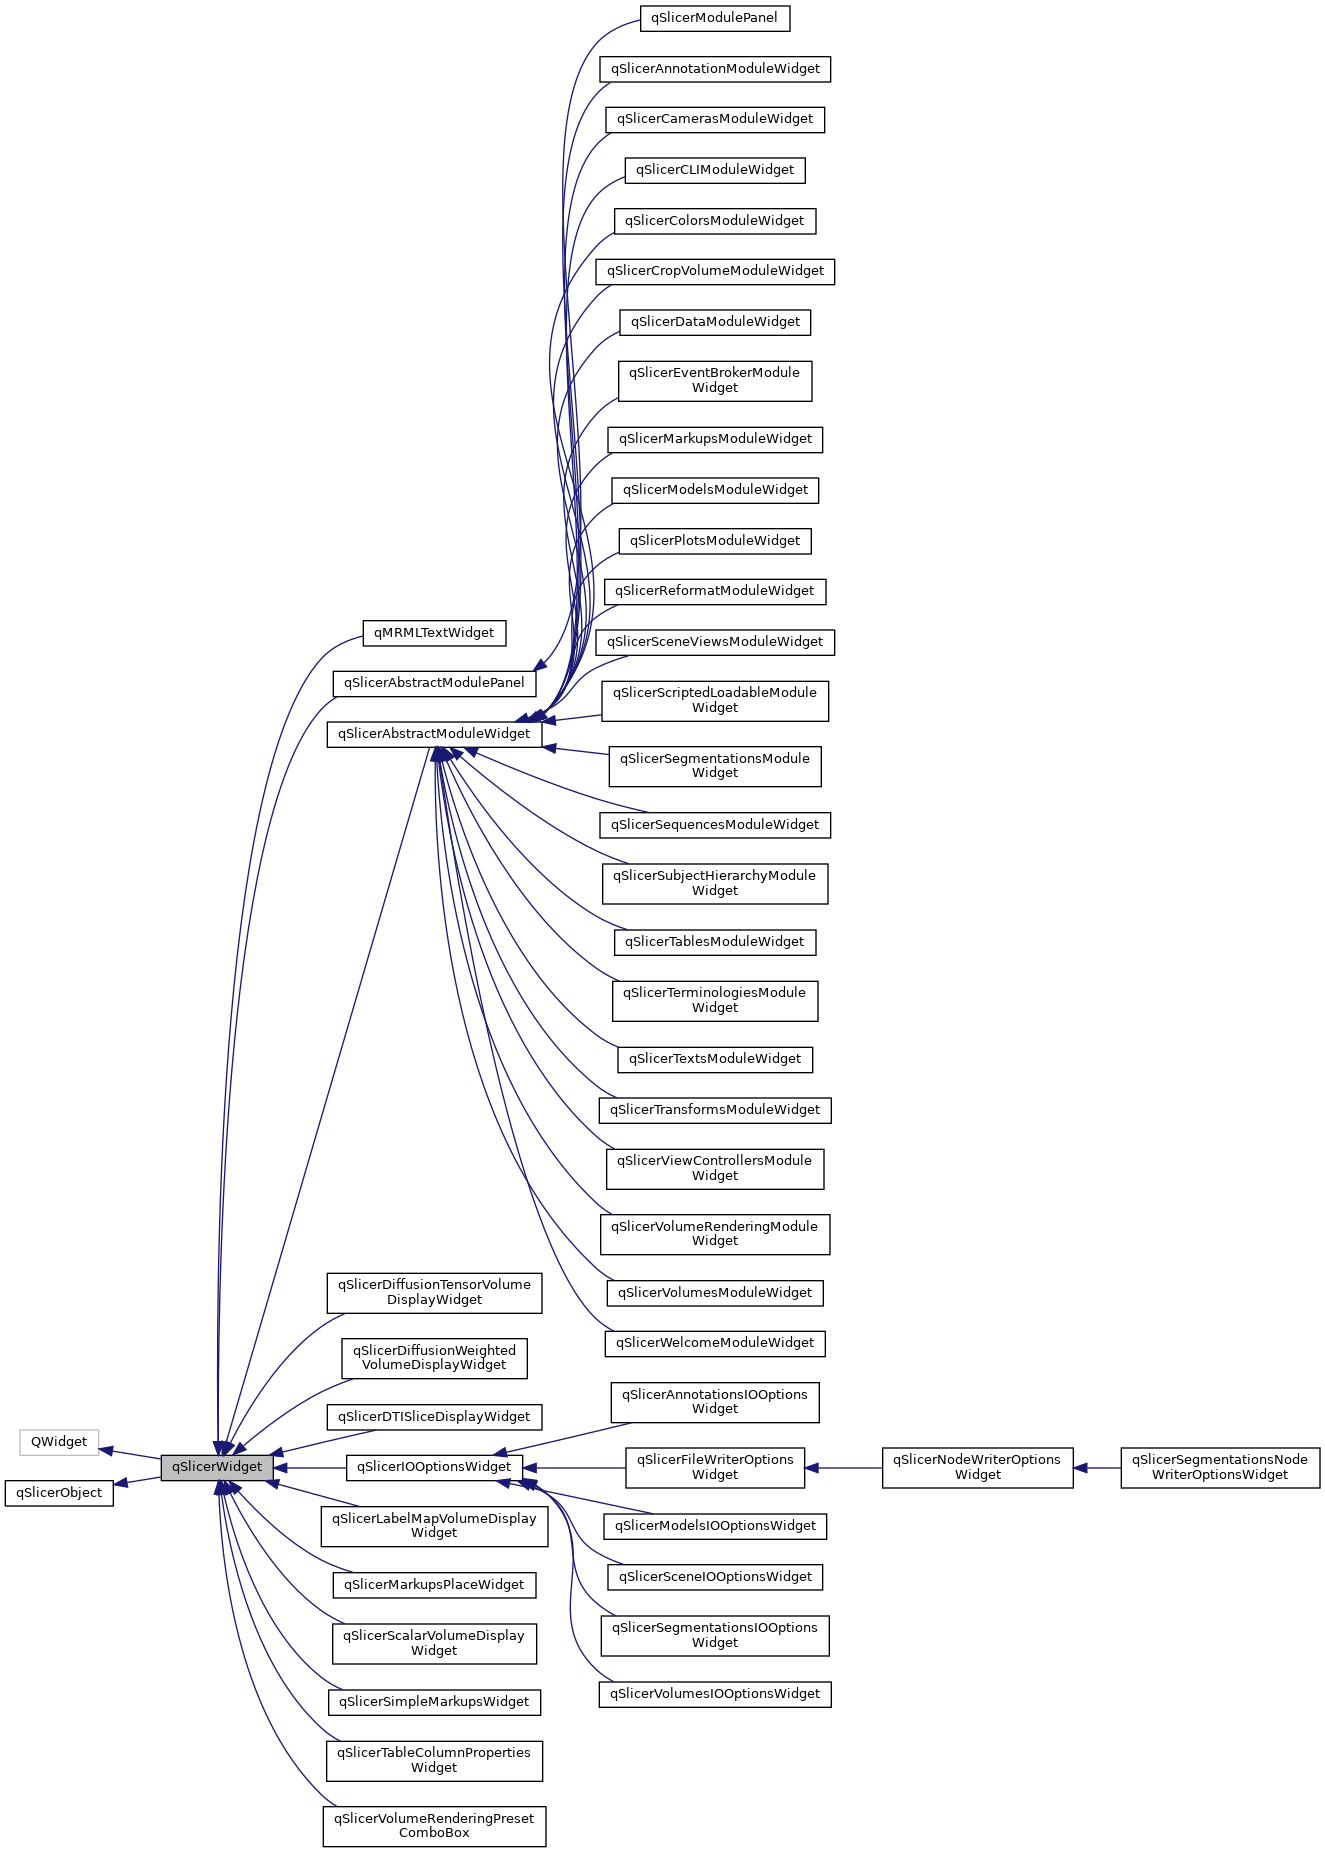 qSlicerModulePanel
qSlicerAnnotationModuleWidget
qSlicerCamerasModuleWidget
qSlicerCLIModuleWidget
qSlicerColorsModuleWidget
qSlicerCropVolumeModuleWidget
qSlicerDataModuleWidget
qSlicerEventBrokerModule
Widget
qSlicerMarkupsModuleWidget
qSlicerModelsModuleWidget
qSlicerPlotsModuleWidget
qSlicerReformatModuleWidget
qSlicerSceneViewsModuleWidget
qSlicerScriptedLoadableModule
Widget
qSlicerSegmentationsModule
Widget
qSlicerSequencesModuleWidget
qSlicerSubjectHierarchyModule
Widget
qSlicerTablesModuleWidget
qSlicerTerminologiesModule
Widget
qSlicerTextsModuleWidget
qSlicerTransformsModuleWidget
qSlicerViewControllersModule
Widget
qSlicerVolumeRenderingModule
Widget
qSlicerVolumesModuleWidget
qSlicerWelcomeModuleWidget
qMRMLTextWidget
qSlicerAbstractModulePanel
qSlicerAbstractModuleWidget
qSlicerDiffusionTensorVolume
DisplayWidget
qSlicerDiffusionWeighted
VolumeDisplayWidget
qSlicerDTISliceDisplayWidget
qSlicerIOOptionsWidget
qSlicerLabelMapVolumeDisplay
Widget
qSlicerMarkupsPlaceWidget
qSlicerScalarVolumeDisplay
Widget
qSlicerSimpleMarkupsWidget
qSlicerTableColumnProperties
Widget
qSlicerVolumeRenderingPreset
ComboBox
QWidget
qSlicerObject
qSlicerWidget
qSlicerAnnotationsIOOptions
Widget
qSlicerFileWriterOptions
Widget
qSlicerNodeWriterOptions
Widget
qSlicerSegmentationsNode
WriterOptionsWidget
qSlicerModelsIOOptionsWidget
qSlicerSceneIOOptionsWidget
qSlicerSegmentationsIOOptions
Widget
qSlicerVolumesIOOptionsWidget